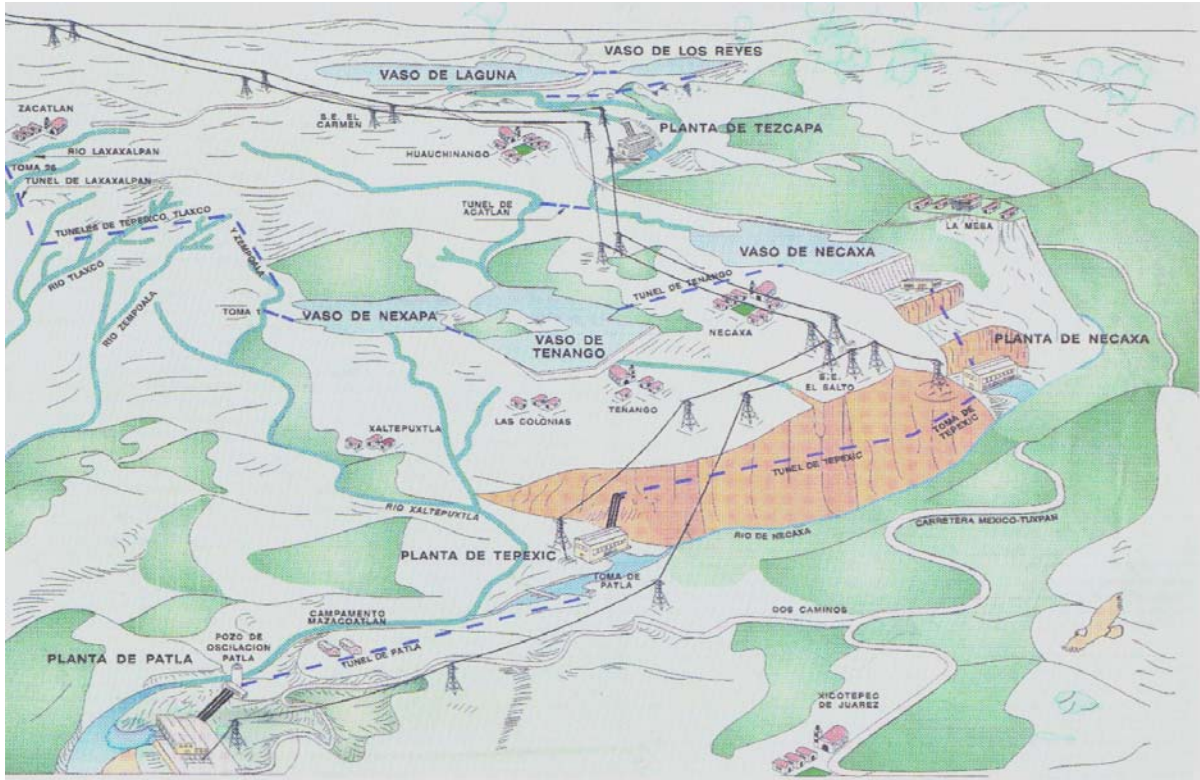 VASO DE LOS REYES
VASO DE LAGUNA
ZACATLAN
S.E. EL
CARMEN
PLANTA DE TEZCAPA
HUAUCHINANGO
RIO LAXAXALPAN
TOMA 26
TUNEL DE LAXAXALPAN
TUNEL DE
ACATLAN
TUNELES DE TEPEXICO, TLAXCO
Y ZEMPOALA
LA MESA
VASO DE NECAXA
RIO TLAXCO
RIO ZEMPOALA
TUNEL DE TENANGO
TOMA 1
VASO DE NEXAPA
NECAXA
VASO DE
TENANGO
PLANTA DE NECAXA
S.E.
EL SALTO
TENANGO
LAS COLONIAS
XALTEPUXTLA
TOMA DE
TEPEXIC
TUNEL DE TEPEXIC
RIO XALTEPUXTLA
CARRETERA MEXICO-TUXPAN
RIO DE NECAXA
PLANTA DE TEPEXIC
TOMA DE
PATLA
DOS CAMINOS
CAMPAMENTO
MAZACOATLAN
POZO DE
OSCILACION
PATLA
PLANTA DE PATLA
TUNEL DE PATLA
XICOTEPEC
DE JUAREZ